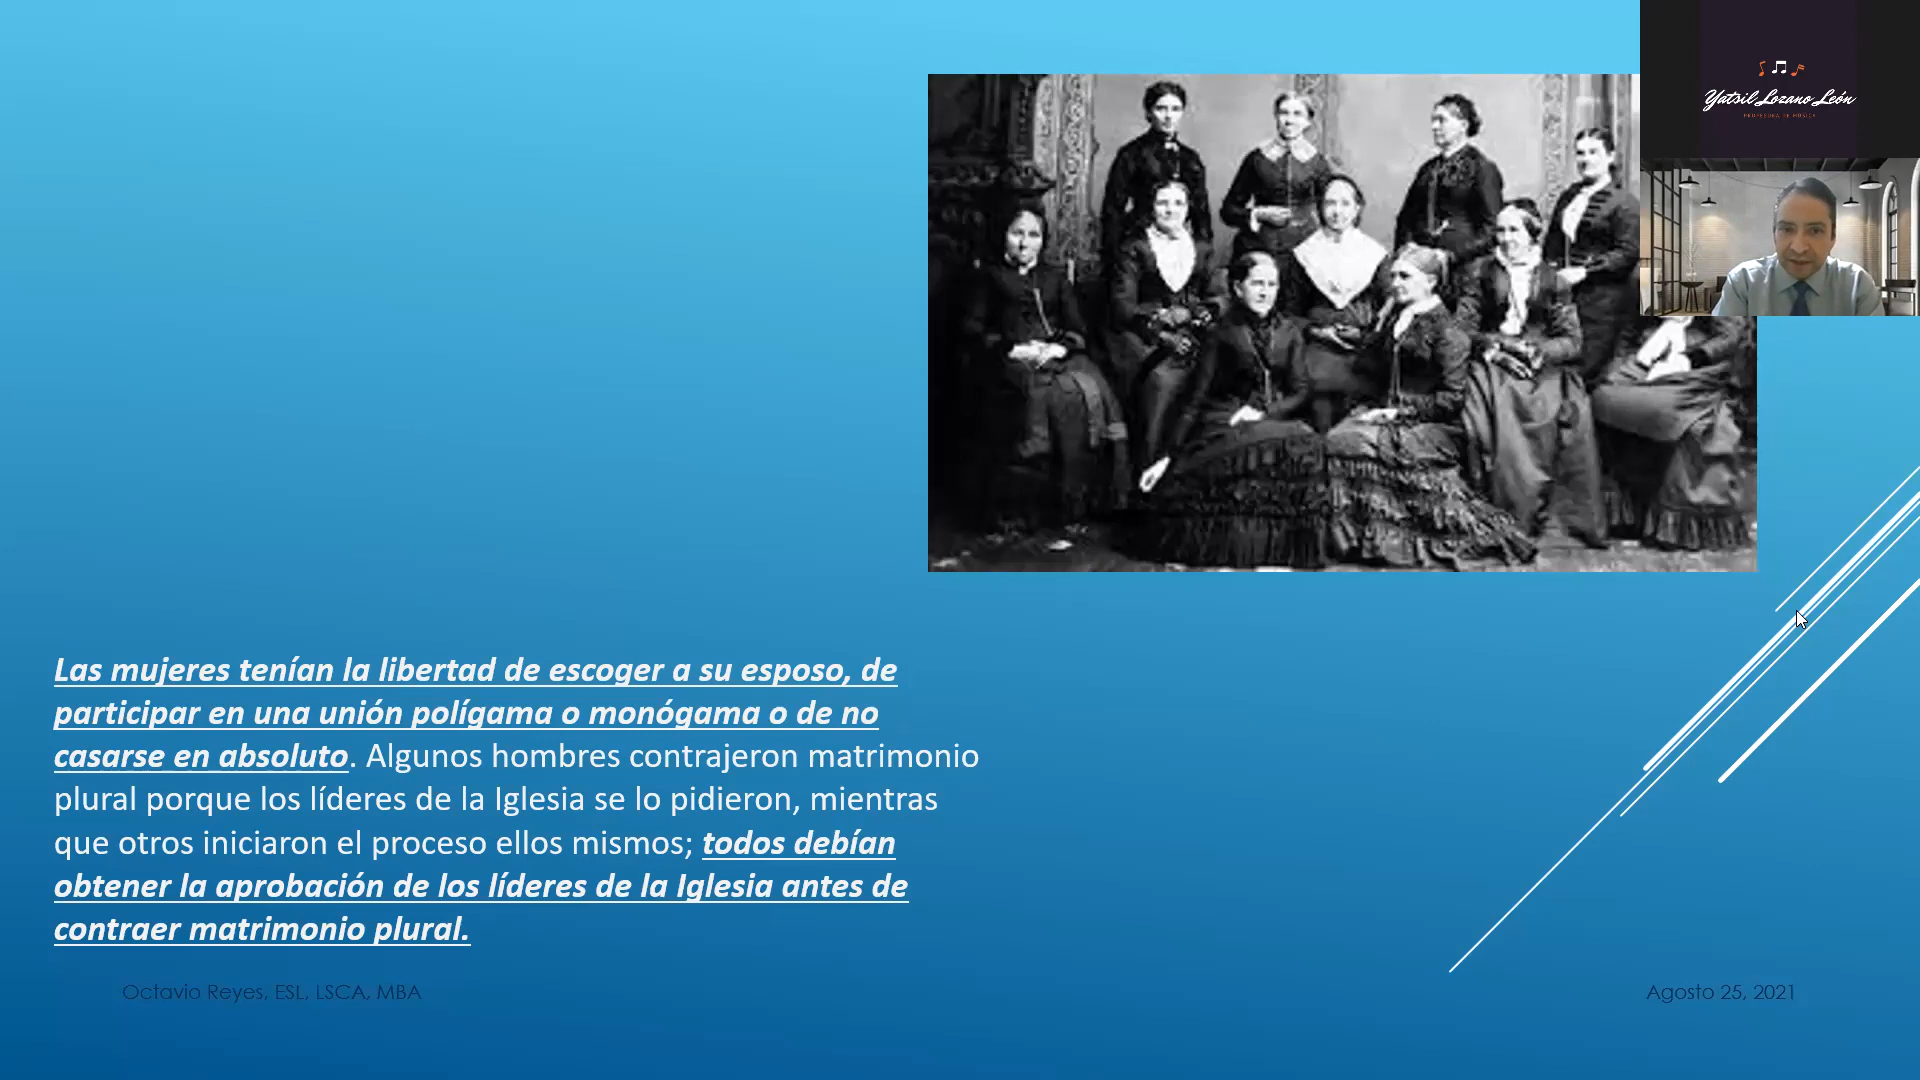 Yatsil Lozano León
PROFESORA DE MÚSICA
Las mujeres tenían la libertad de escoger a su esposo, de
participar en una unión polígama o monógama o de no
casarse en absoluto. Algunos hombres contrajeron matrimonio
plural porque los líderes de la Iglesia se lo pidieron, mientras
que otros iniciaron el proceso ellos mismos; todos debían
obtener la aprobación de los líderes de la Iglesia antes de
contraer matrimonio plural.
Octavio Reyes, ESL, LSCA, MBA
Agosto 25, 2021